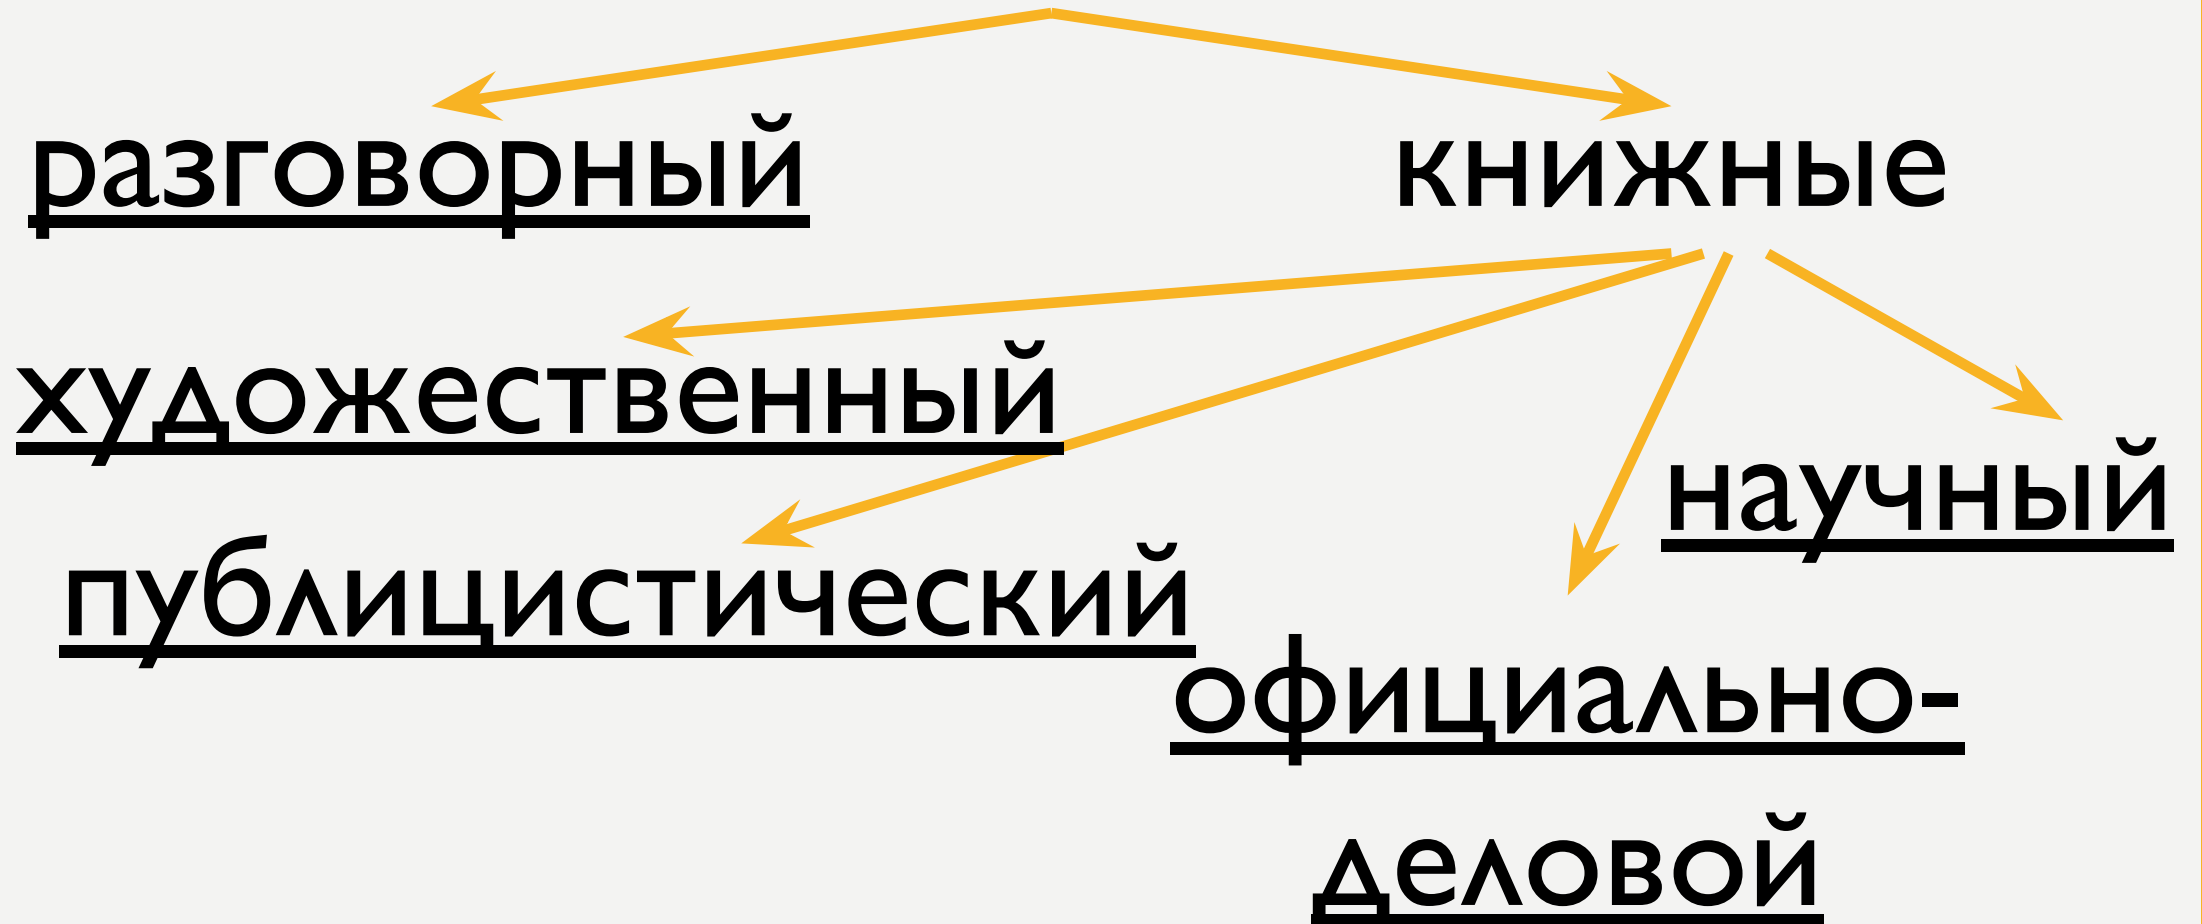 разговорный
книжные
художественный
научный
публицистический
официально-
деловой